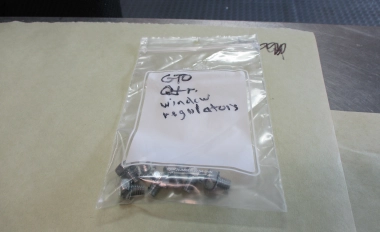 GTO
Qtr.
window
regulators